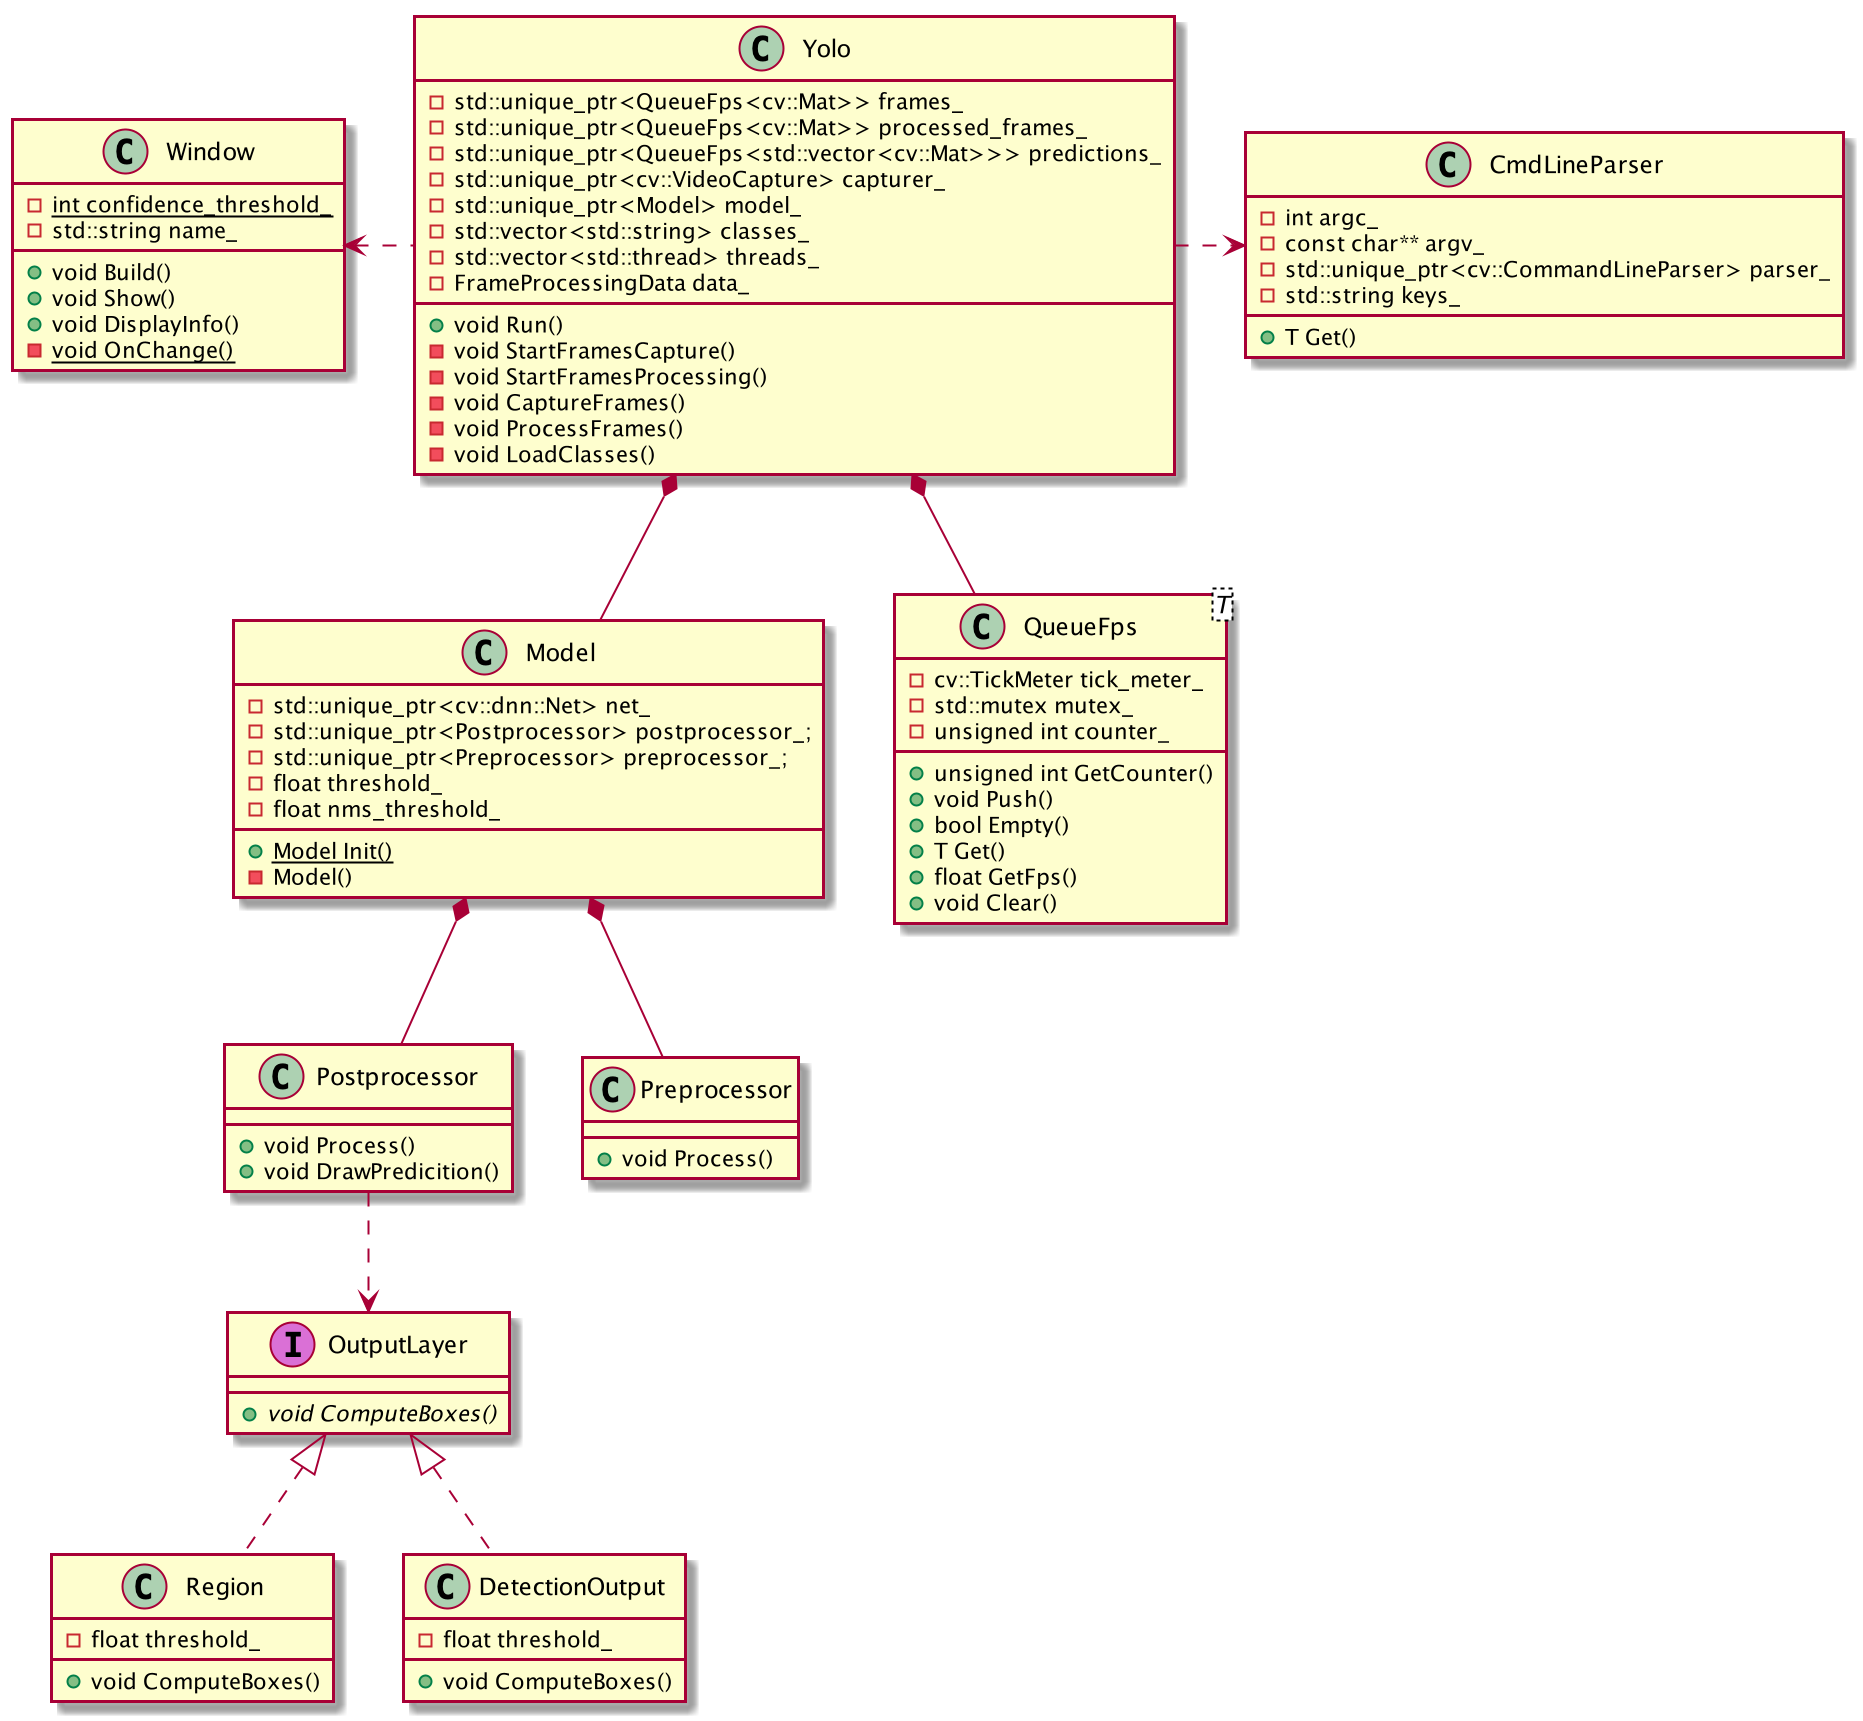 C Yolo
std::unique_ptr<QueueFps<cv::Mat>> frames_
std::unique_ptr<QueueFps<cv::Mat>> processed_frames_
std::unique_ptr<QueueFps<std::vector<cv::Mat>>> predictions_
std::unique_ptr<cv::VideoCapture> capturer_
std::unique_ptr<Model> model_
std::vector<std::string> classes_
std::vector<std::thread> threads_
FrameProcessingData data_
void Run()
void StartFramesCapture()
void StartFramesProcessing()
void CaptureFrames()
void ProcessFrames()
void LoadClasses()
C Window
int confidence_threshold_
std::string name_
void Build()
void Show()
void DisplayInfo()
void OnChange()
C CmdLineParser
int argc_
const char** argv_
std::unique_ptr<cv::CommandLineParser> parser_
std::string keys_
T Get()
C Model
std::unique_ptr<cv::dnn::Net> net_
std::unique_ptr<Postprocessor> postprocessor_;
std::unique_ptr<Preprocessor> preprocessor_;
float threshold_
float nms_threshold_
Model Init()
Model()
T
C QueueFps
cv::TickMeter tick_meter_
std::mutex mutex_
unsigned int counter_
unsigned int GetCounter()
void Push()
bool Empty()
T Get()
float GetFps()
void Clear()
C Postprocessor
void Process()
void DrawPredicition()
C Preprocessor
void Process()
I OutputLayer
void ComputeBoxes()
C Region
float threshold_
void ComputeBoxes()
C DetectionOutput
float threshold_
void ComputeBoxes()